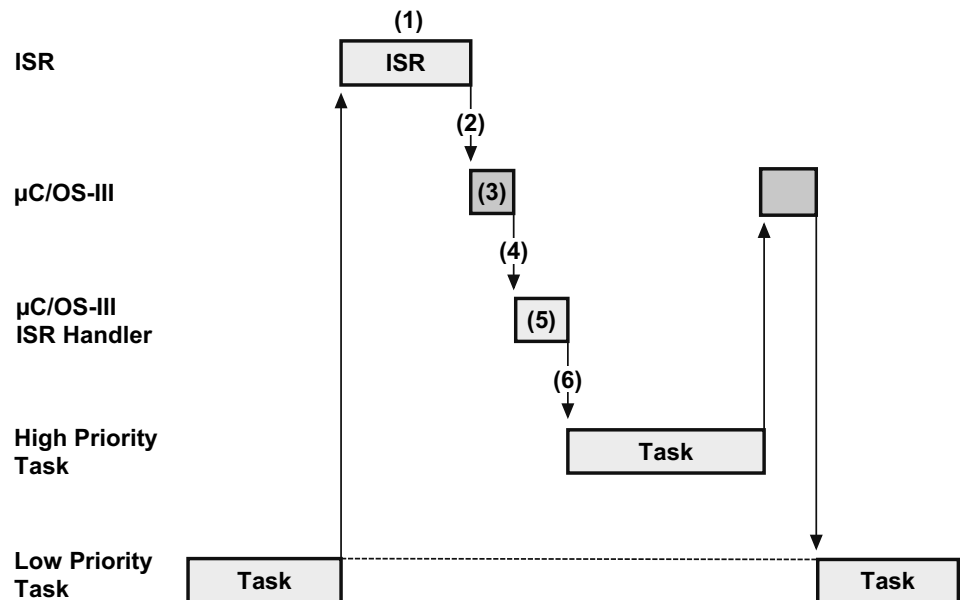 (1)
ISR
ISR
(2)
µC/OS-III
(3)
(4)
µC/OS-III
ISR Handler
(5)
(6)
High Priority
Task
Task
Low Priority
Task
Task
Task